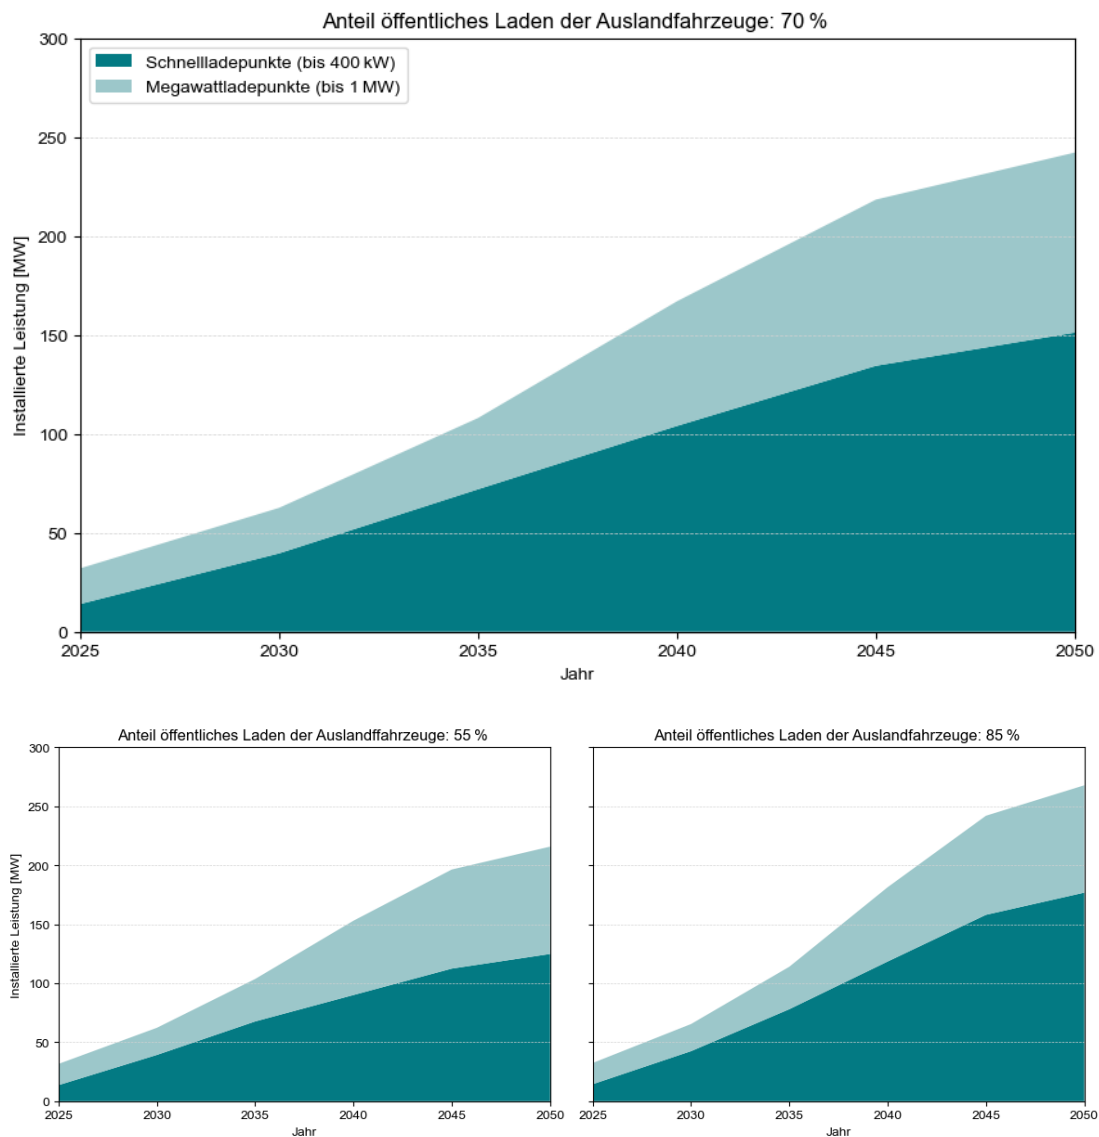 Anteil öffentliches Laden der Auslandfahrzeuge: 70 %
300
Schnellladepunkte (bis 400 kW)
Megawattladepunkte (bis 1 MW)
250
200
150
100
50
0
Installierte Leistung [MW]
2025 2030 2035 2040 2045 2050
Jahr
Anteil öffentliches Laden der Auslandffahrzeuge: 55 %
300
250
200
150
100
50
0
Installierte Leistung [MW]
2025 2030 2035 2040 2045 2050
Jahr
Anteil öffentliches Laden der Auslandfahrzeuge: 85 %
2025 2030 2035 2040 2045 2050
Jahr